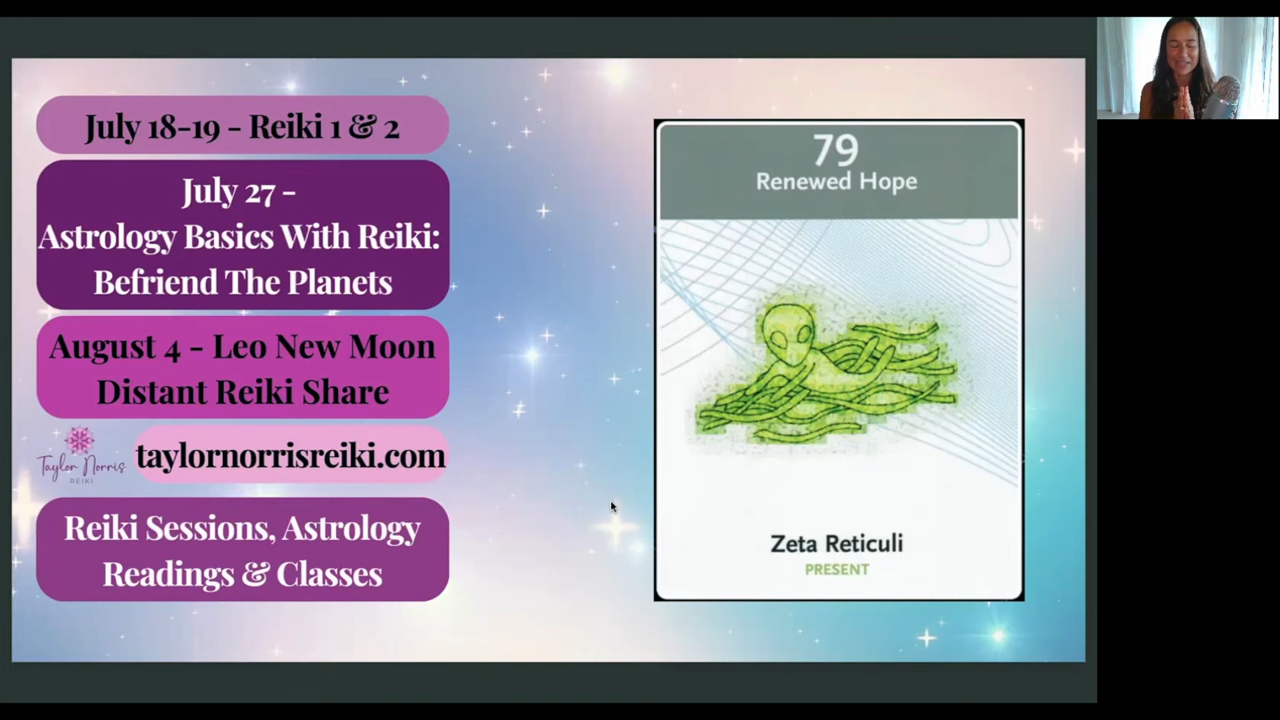 July 18-19 - Reiki 1 & 2
July 27 -
Astrology Basics With Reiki:
Befriend The Planets
August 4 - Leo New Moon
Distant Reiki Share
Taylor Norris
REIKI
taylornorrisreiki.com
Reiki Sessions, Astrology
Readings & Classes
79
Renewed Hope
Zeta Reticuli
PRESENT